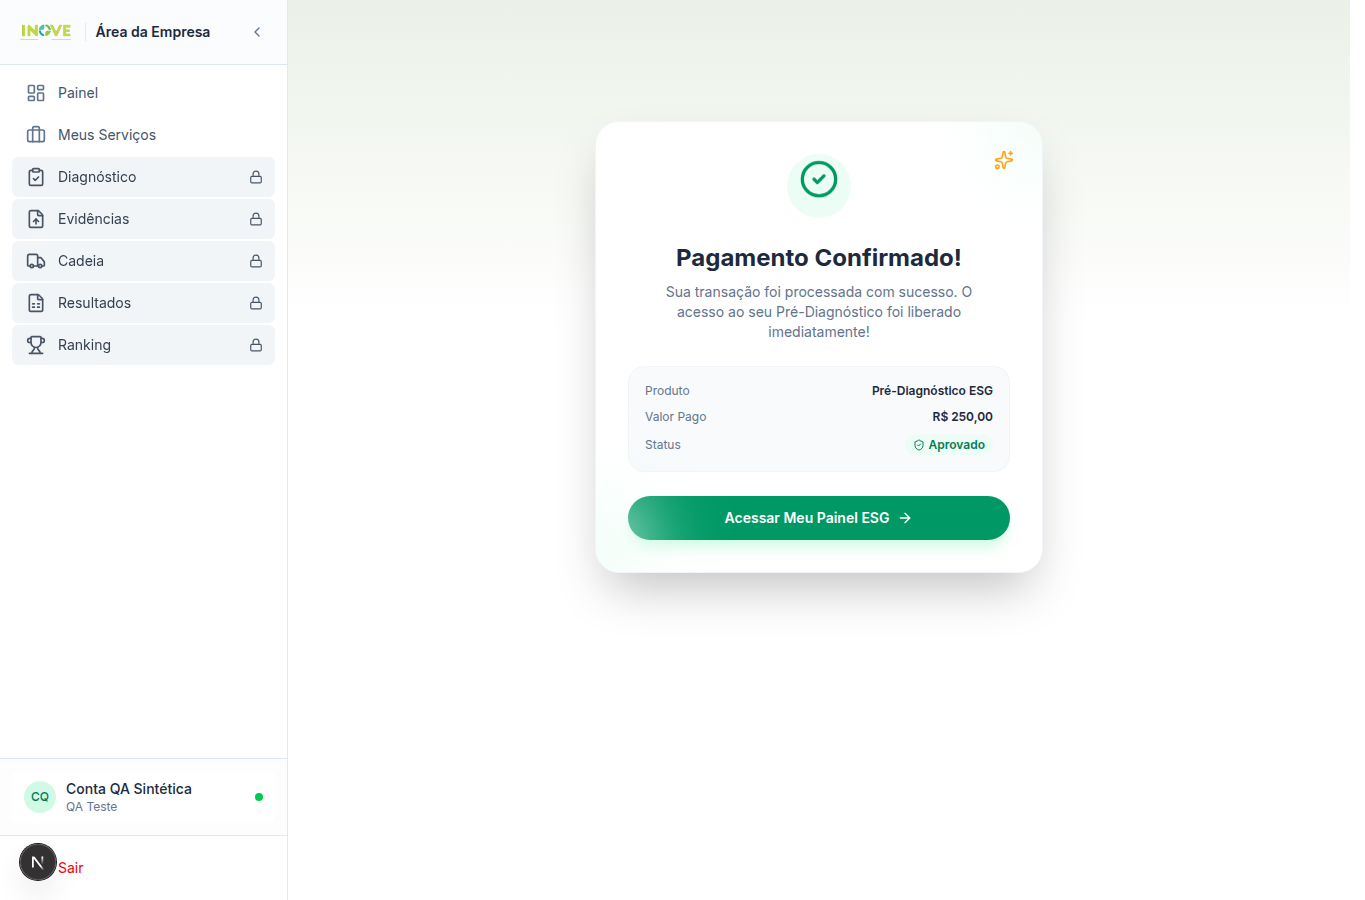 INOVE
Área da Empresa
Painel
Meus Serviços
Diagnóstico
Evidências
Cadeia
Resultados
Ranking
Conta QA Sintética
CQ
QA Teste
N
Sair
Pagamento Confirmado!
Sua transação foi processada com sucesso. O
acesso ao seu Pré-Diagnóstico foi liberado
imediatamente!
Produto
Pré-Diagnóstico ESG
Valor Pago
R$ 250,00
Status
Aprovado
Acessar Meu Painel ESG